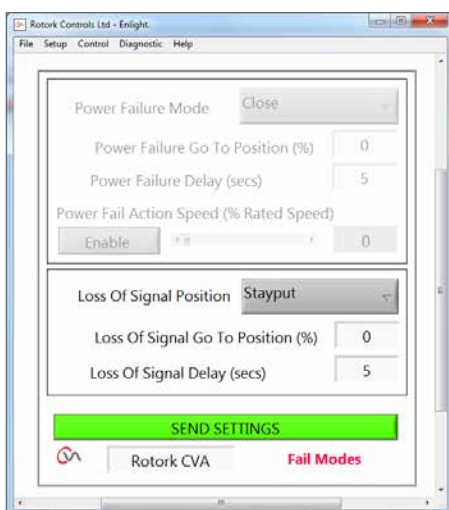 Rotork Controls Ltd - Enlight.
File Setup Control Diagnostic Help
Power Failure Mode Close
Power Failure Go To Position (%) 0
Power Failure Delay (secs) 5
Power Fail Action Speed (% Rated Speed)
Enable 0
Loss Of Signal Position Stayput
Loss Of Signal Go To Position (%) 0
Loss Of Signal Delay (secs) 5
SEND SETTINGS
Rotork CVA Fail Modes